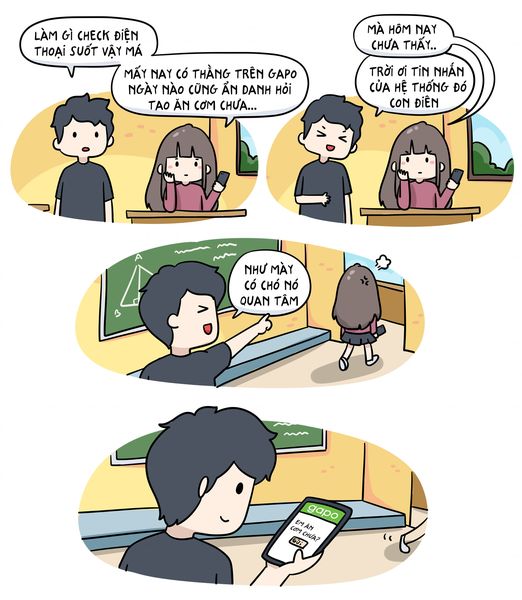 LÀM GÌ CHECK ĐIỆN
THOẠI SUỐT VẬY MÁ
MẤY NAY CÓ THẰNG TRÊN GAPO
NGÀY NÀO CŨNG ẨN DANH HỎI
TAO ĂN CƠM CHƯA...
MÀ HÔM NAY
CHƯA THẤY..
TRỜI ƠI TIN NHẮN
CỦA HỆ THỐNG ĐÓ
CON ĐIÊN
A
B
NHƯ MÀY
CÓ CHÓ NÓ
QUAN TÂM
gapo
EM ĂN
CƠM CHƯA?